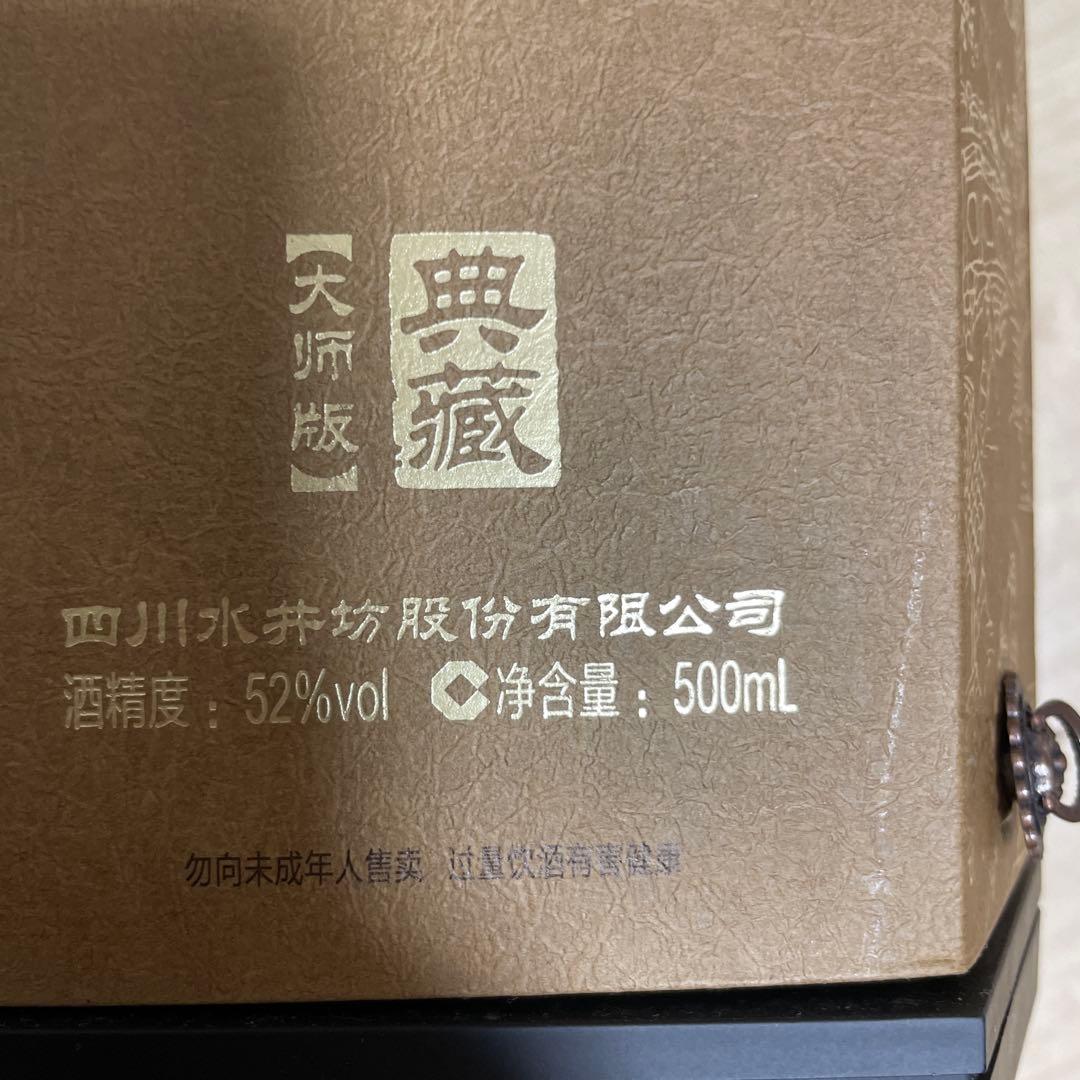 典藏
【大师版】
四川水井坊股份有限公司
酒精度：52%vol 净含量：500mL
勿向未成年人售卖 过量饮酒有害健康